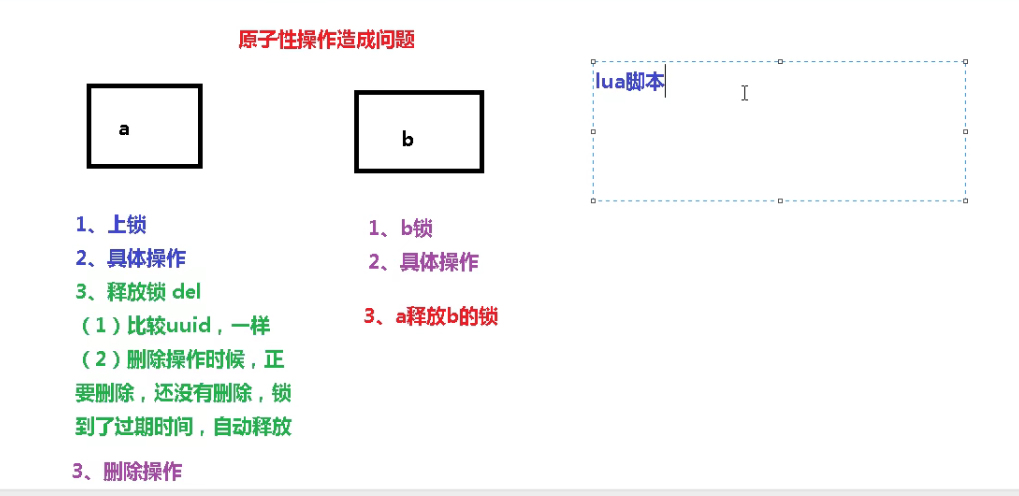 原子性操作造成问题
lua脚本
a
b
1、上锁
2、具体操作
3、释放锁 del
（1）比较uuid，一样
（2）删除操作时候，正
要删除，还没有删除，锁
到了过期时间，自动释放
3、删除操作
1、b锁
2、具体操作
3、a释放b的锁